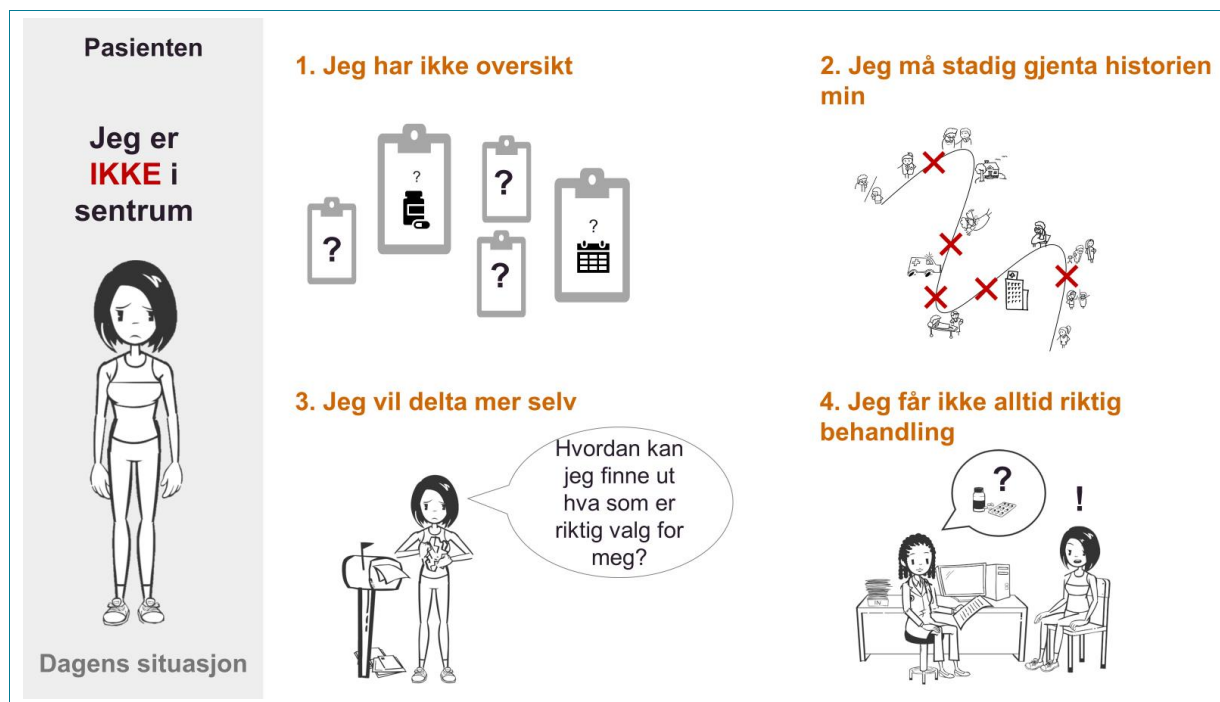 Pasienten
Jeg er
IKKE i
sentrum
Dagens situasjon
1. Jeg har ikke oversikt
?
?
?
?
?
2. Jeg må stadig gjenta historien
min
3. Jeg vil delta mer selv
Hvordan kan
jeg finne ut
hva som er
riktig valg for
meg?
4. Jeg får ikke alltid riktig
behandling
?
!
IN